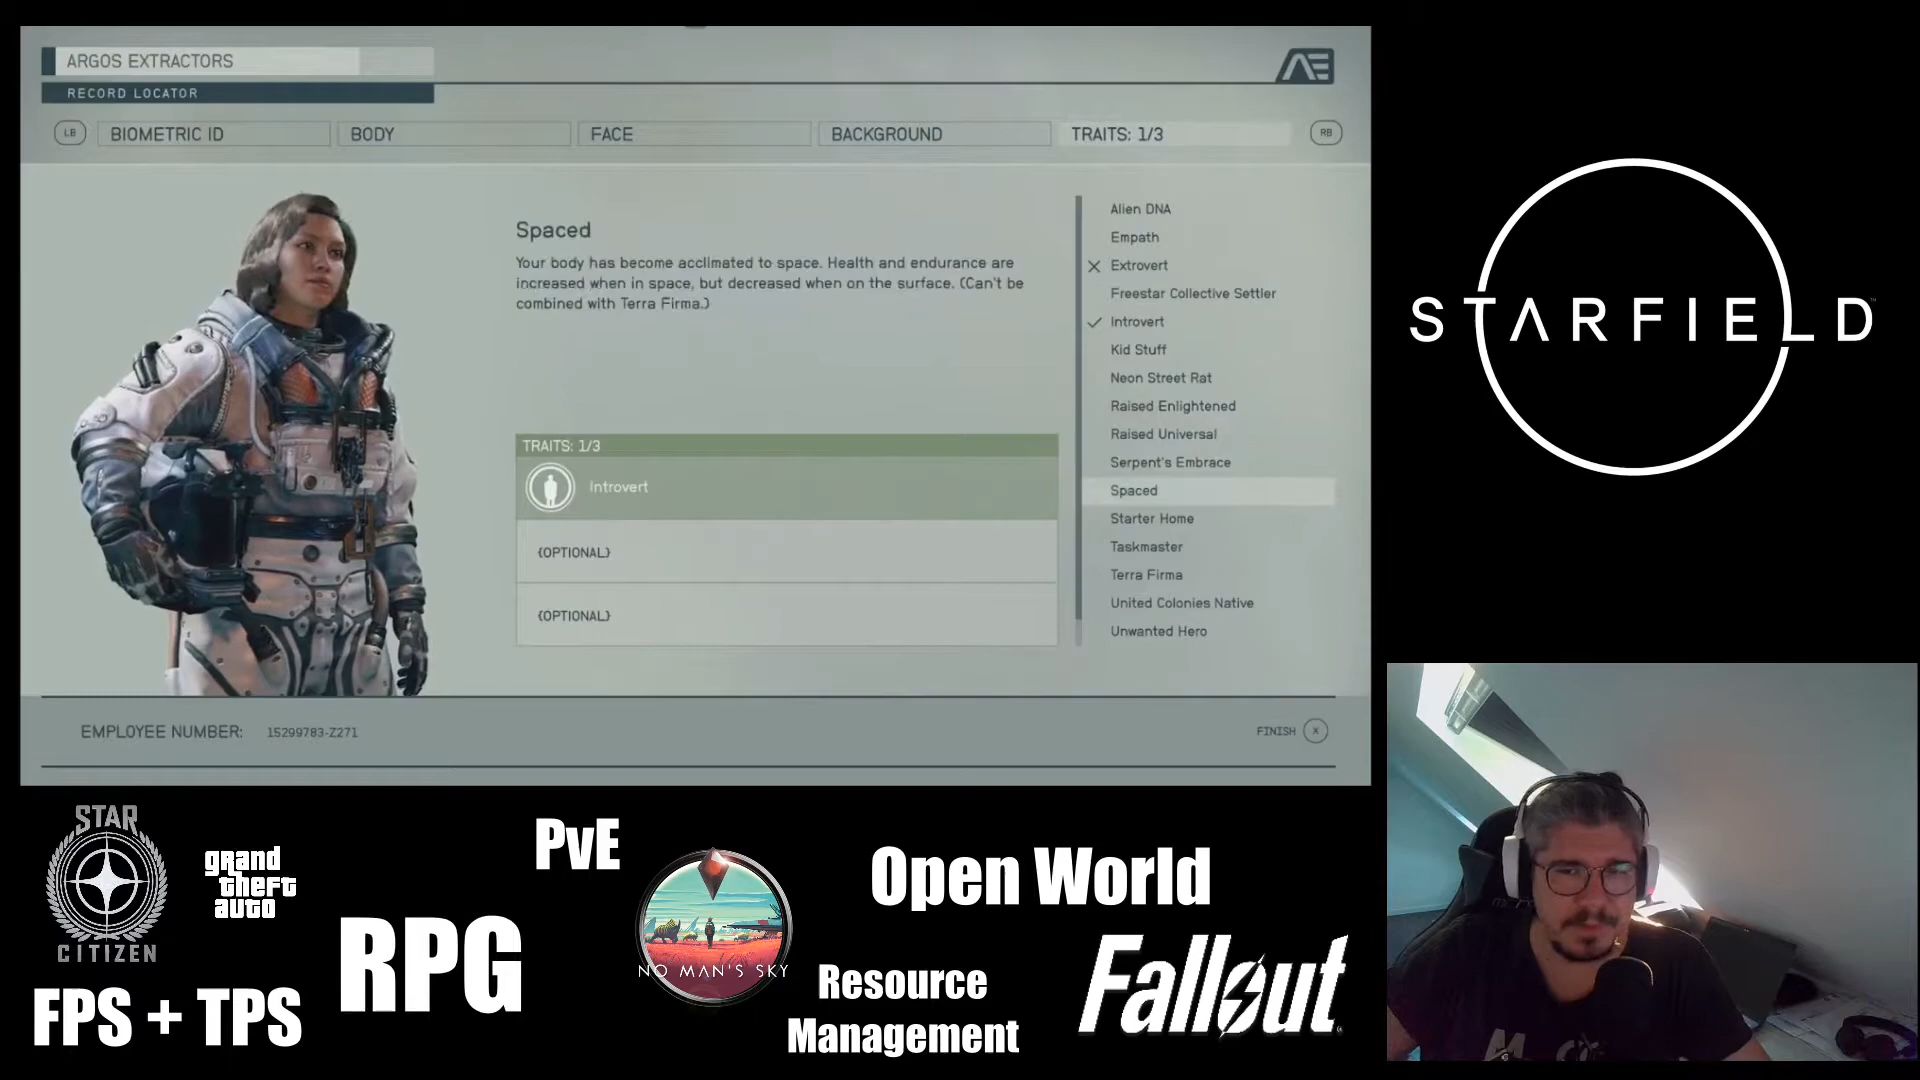 ARGOS EXTRACTORS
RECORD LOCATOR
AE
LB
BIOMETRIC ID
BODY
FACE
BACKGROUND
TRAITS: 1/3
RB
Spaced
Your body has become acclimated to space. Health and endurance are
increased when in space, but decreased when on the surface. (Can't be
combined with Terra Firma.)
TRAITS: 1/3
Introvert
{OPTIONAL}
{OPTIONAL}
Alien DNA
Empath
Extrovert
Freestar Collective Settler
Introvert
Kid Stuff
Neon Street Rat
Raised Enlightened
Raised Universal
Serpent's Embrace
Spaced
Starter Home
Taskmaster
Terra Firma
United Colonies Native
Unwanted Hero
EMPLOYEE NUMBER: 15299783-Z271
FINISH X
STARFIELD
STAR
CITIZEN
grand
theft
auto
FPS + TPS
RPG
PvE
NO MAN'S SKY
Open World
Resource
Management
Fallout